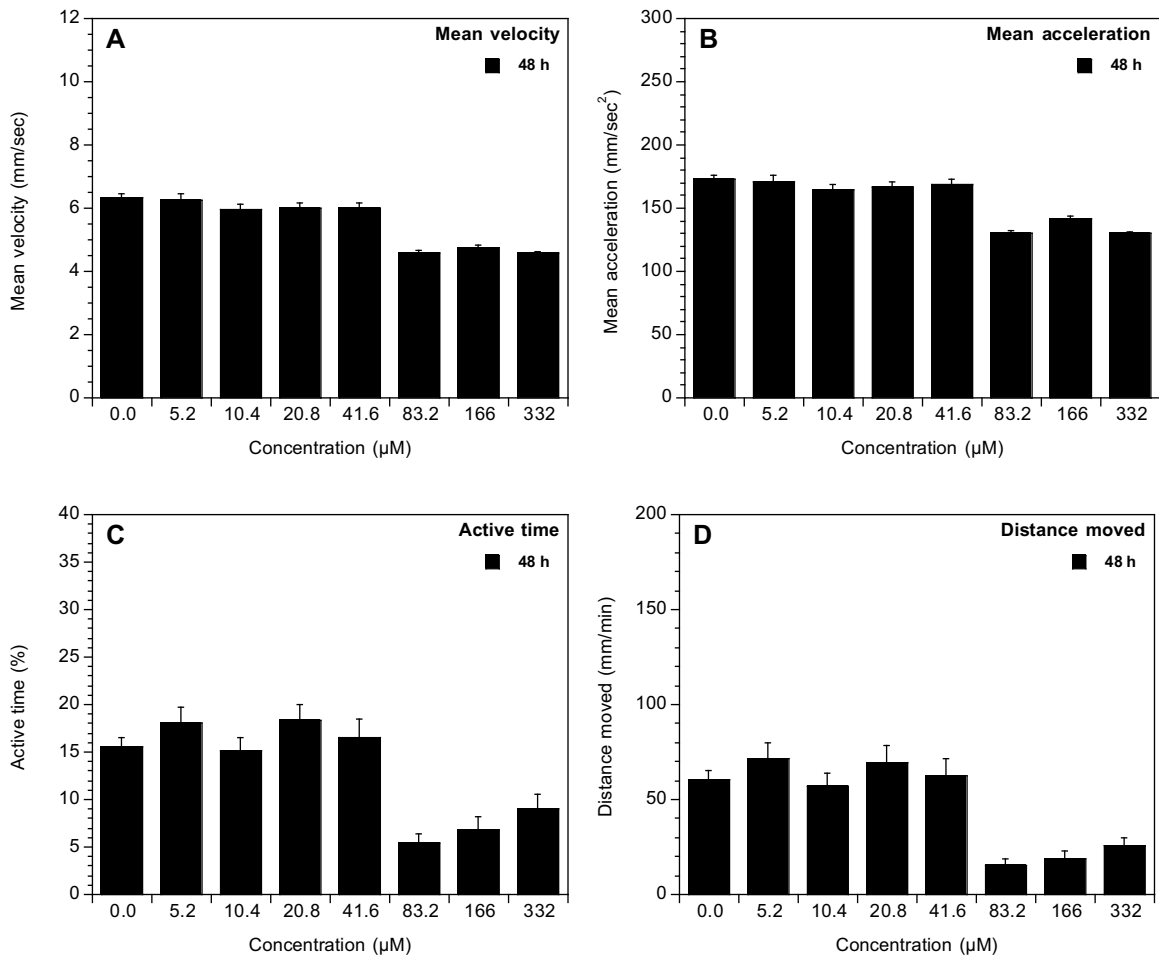 A
Mean velocity
48 h
Mean velocity (mm/sec)
12
10
8
6
4
2
0
0.0 5.2 10.4 20.8 41.6 83.2 166 332
Concentration (µM)
B
Mean acceleration
48 h
Mean acceleration (mm/sec²)
300
250
200
150
100
50
0
0.0 5.2 10.4 20.8 41.6 83.2 166 332
Concentration (µM)
C
Active time
48 h
Active time (%)
40
35
30
25
20
15
10
5
0
0.0 5.2 10.4 20.8 41.6 83.2 166 332
Concentration (µM)
D
Distance moved
48 h
Distance moved (mm/min)
200
150
100
50
0
0.0 5.2 10.4 20.8 41.6 83.2 166 332
Concentration (µM)